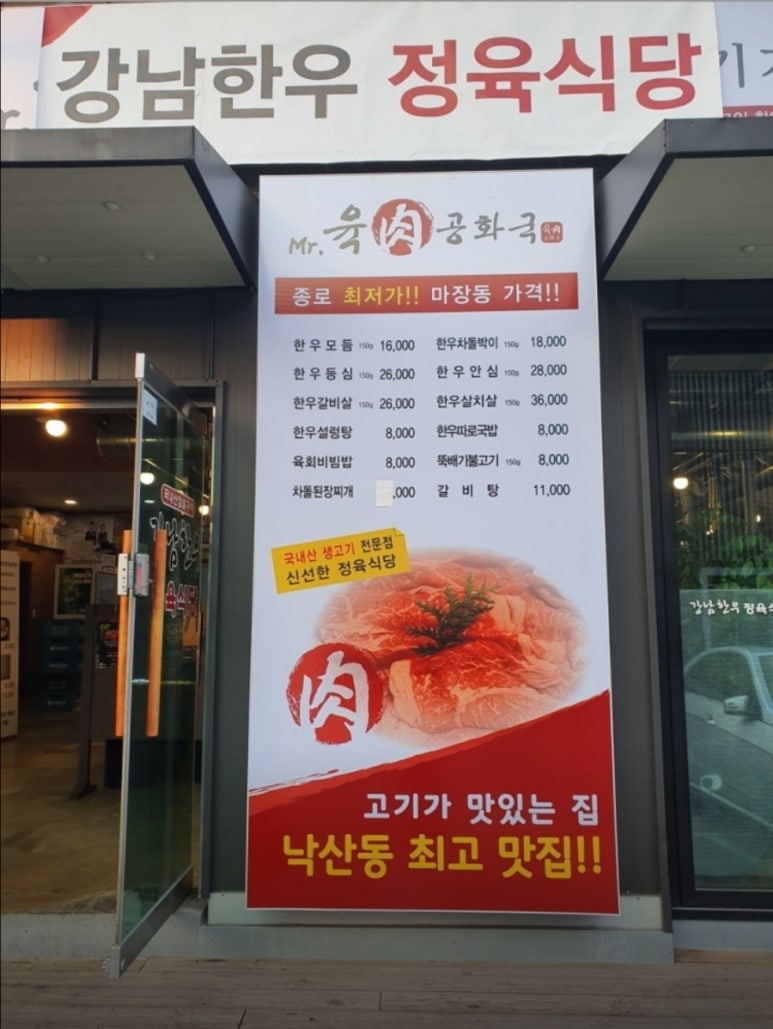 강남한우 정육식당
Mr. 육 肉 공화국
종로 최저가!! 마장동 가격!!
한우모듬 150g 16,000 한우차돌박이 150g 18,000
한우등심 150g 26,000 한우안심 150g 28,000
한우갈비살 150g 26,000 한우살치살 150g 36,000
한우설렁탕 8,000 한우따로국밥 8,000
육회비빔밥 8,000 뚝배기불고기 150g 8,000
차돌된장찌개 ,000 갈비탕 11,000
국내산 생고기 전문점
신선한 정육식당
肉
고기가 맛있는 집
낙산동 최고 맛집!!
강남한우
육식당
강남한우 정육